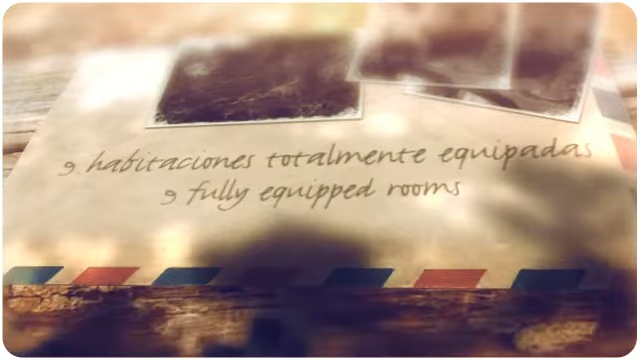 9 habitaciones totalmente equipadas
9 fully equipped rooms